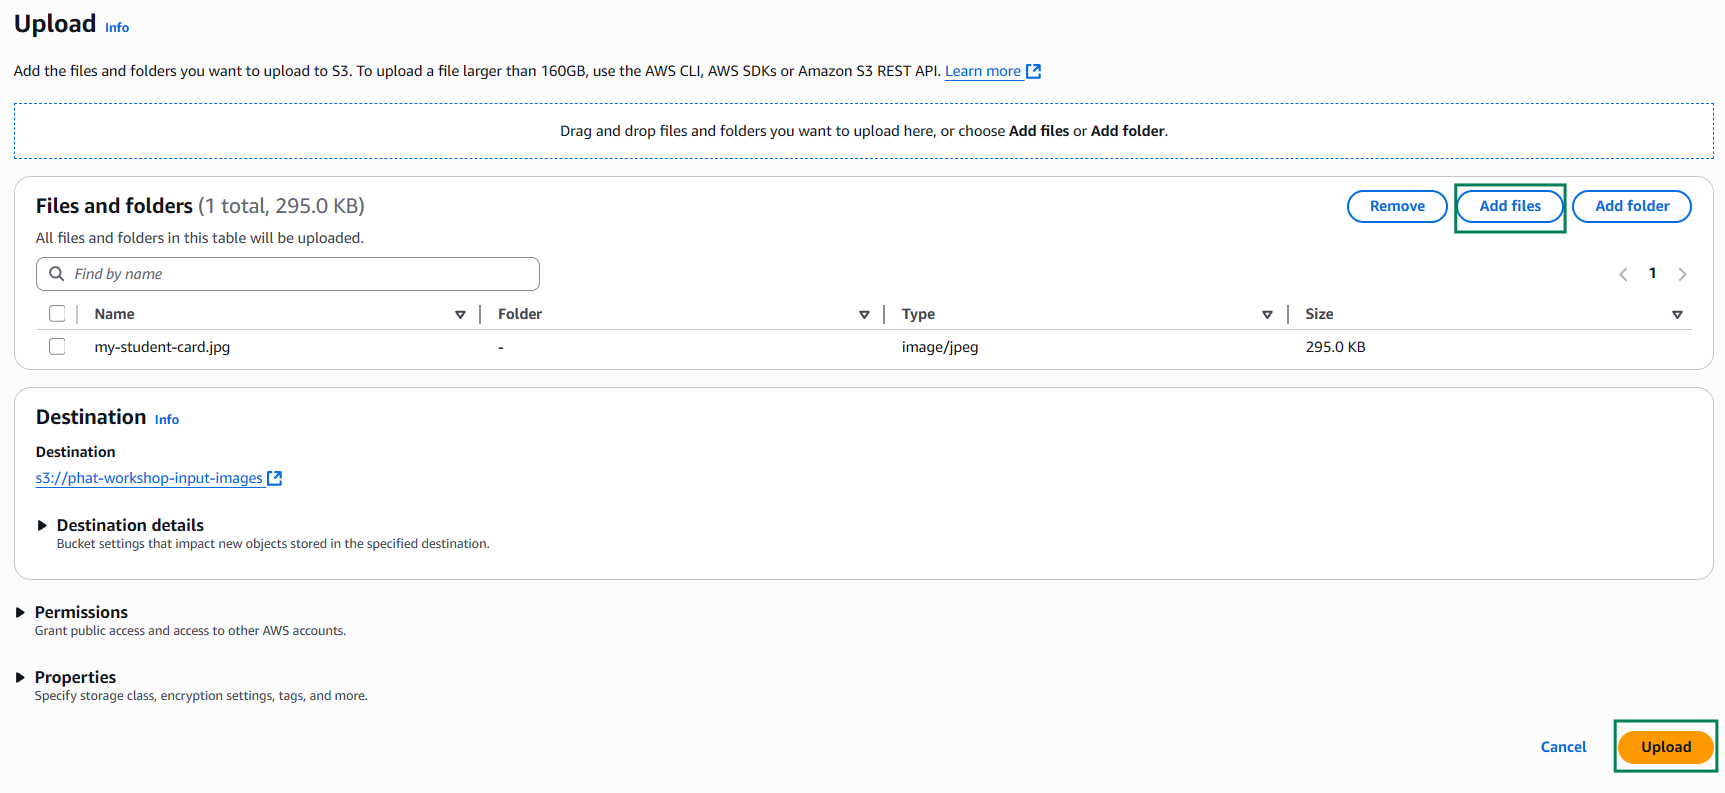 Upload Info
Add the files and folders you want to upload to S3. To upload a file larger than 160GB, use the AWS CLI, AWS SDKs or Amazon S3 REST API. Learn more
Drag and drop files and folders you want to upload here, or choose Add files or Add folder.
Files and folders (1 total, 295.0 KB)
Remove Add files Add folder
All files and folders in this table will be uploaded.
Find by name
1
Name Folder Type Size
my-student-card.jpg - image/jpeg 295.0 KB
Destination Info
Destination
s3://phat-workshop-input-images
Destination details
Bucket settings that impact new objects stored in the specified destination.
Permissions
Grant public access and access to other AWS accounts.
Properties
Specify storage class, encryption settings, tags, and more.
Cancel Upload